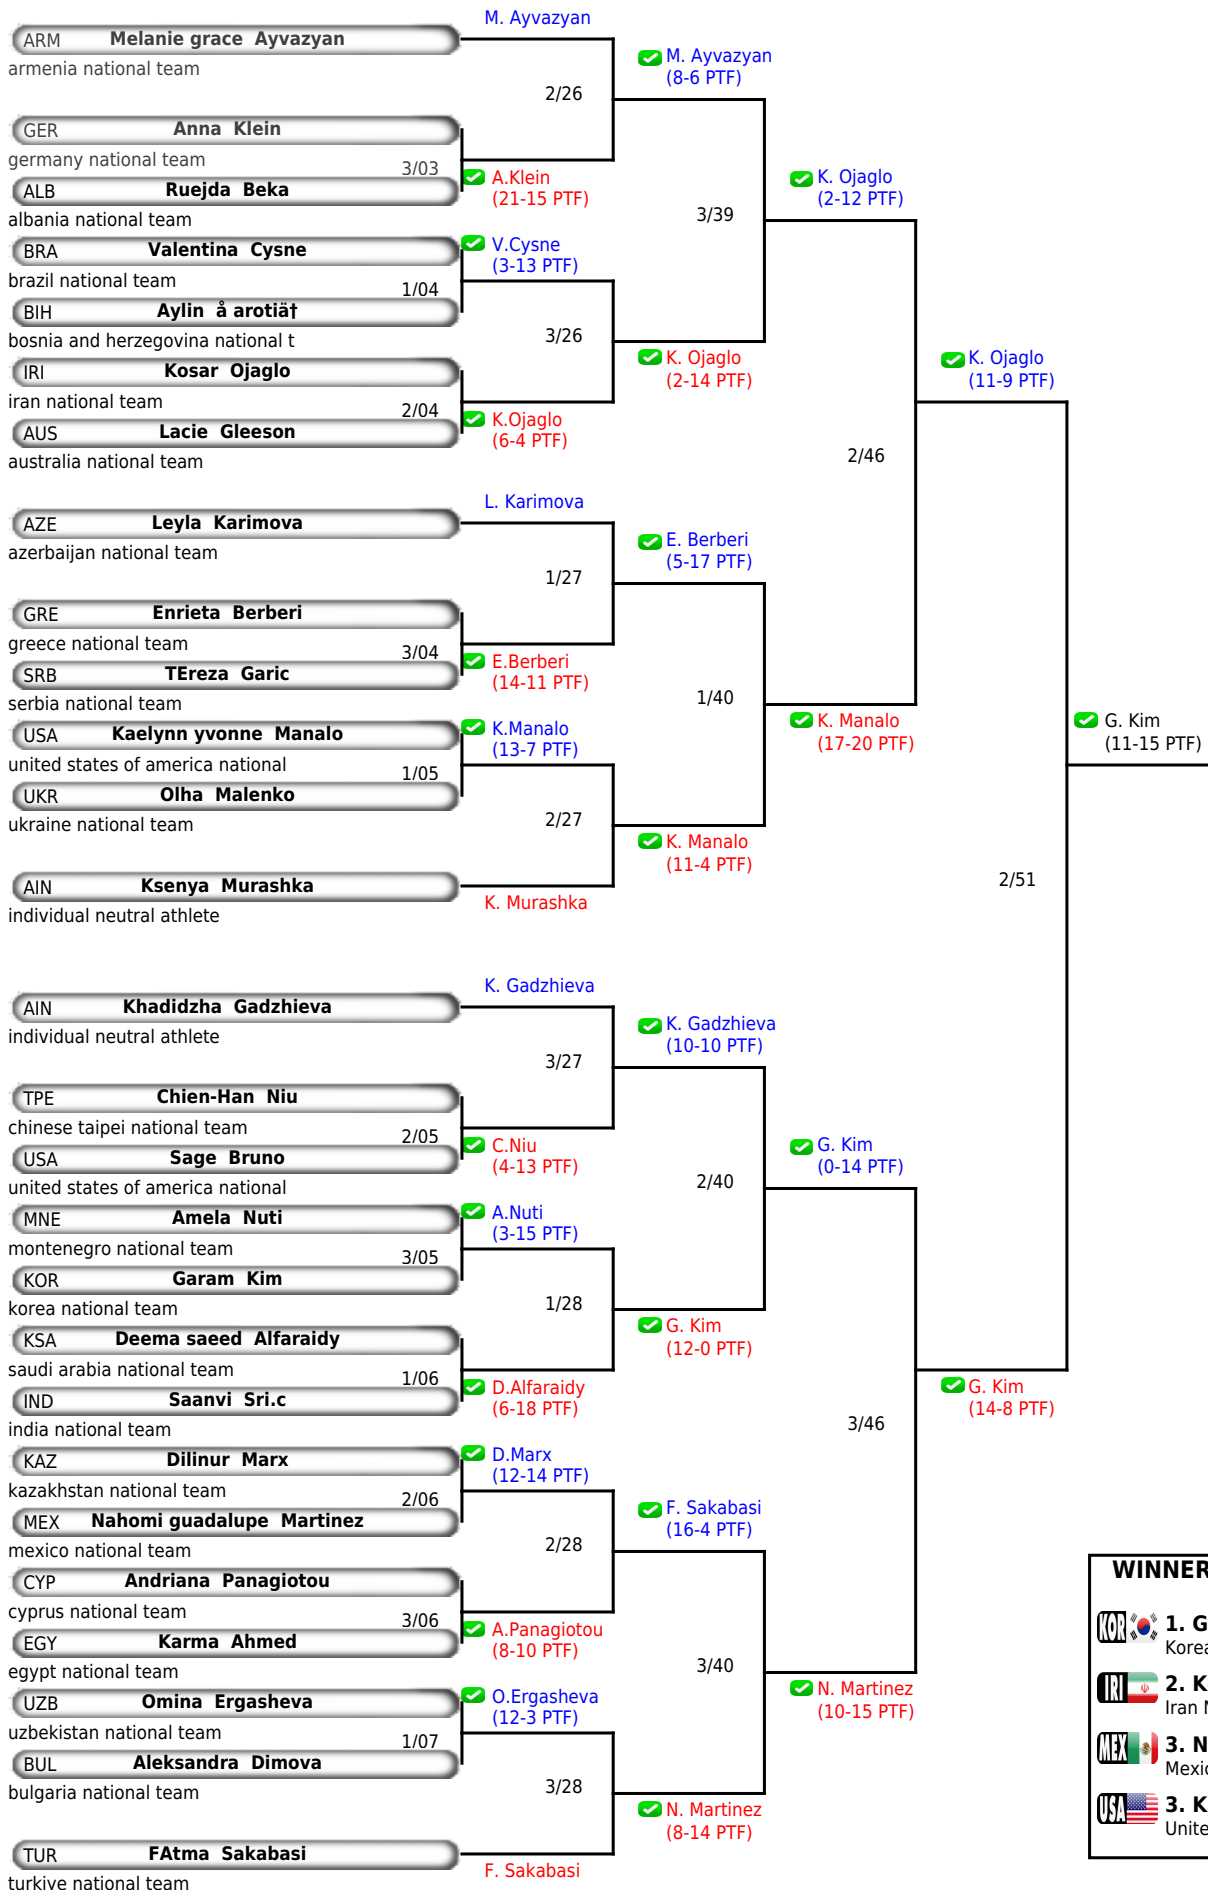 M. Ayvazyan
ARM Melanie grace Ayvazyan
armenia national team
M. Ayvazyan
(8-6 PTF)
2/26
GER Anna Klein
germany national team
3/03
A.Klein
(21-15 PTF)
ALB Ruejda Beka
albania national team
K. Ojaglo
(2-12 PTF)
3/39
BRA Valentina Cysne
brazil national team
V.Cysne
(3-13 PTF)
1/04
BIH Aylin å arotiä†
bosnia and herzegovina national t
3/26
K. Ojaglo
(2-14 PTF)
K. Ojaglo
(11-9 PTF)
IRI Kosar Ojaglo
iran national team
2/04
K.Ojaglo
(6-4 PTF)
AUS Lacie Gleeson
australia national team
2/46
L. Karimova
AZE Leyla Karimova
azerbaijan national team
E. Berberi
(5-17 PTF)
1/27
GRE Enrieta Berberi
greece national team
3/04
E.Berberi
(14-11 PTF)
SRB TEreza Garic
serbia national team
1/40
K. Manalo
(17-20 PTF)
G. Kim
(11-15 PTF)
USA Kaelynn yvonne Manalo
united states of america national
K.Manalo
(13-7 PTF)
1/05
UKR Olha Malenko
ukraine national team
2/27
K. Manalo
(11-4 PTF)
AIN Ksenya Murashka
individual neutral athlete
K. Murashka
2/51
K. Gadzhieva
AIN Khadidzha Gadzhieva
individual neutral athlete
K. Gadzhieva
(10-10 PTF)
3/27
TPE Chien-Han Niu
chinese taipei national team
2/05
C.Niu
(4-13 PTF)
USA Sage Bruno
united states of america national
G. Kim
(0-14 PTF)
2/40
MNE Amela Nuti
montenegro national team
A.Nuti
(3-15 PTF)
3/05
KOR Garam Kim
korea national team
1/28
G. Kim
(12-0 PTF)
KSA Deema saeed Alfaraidy
saudi arabia national team
1/06
D.Alfaraidy
(6-18 PTF)
IND Saanvi Sri.c
india national team
G. Kim
(14-8 PTF)
3/46
KAZ Dilinur Marx
kazakhstan national team
D.Marx
(12-14 PTF)
2/06
MEX Nahomi guadalupe Martinez
mexico national team
2/28
F. Sakabasi
(16-4 PTF)
CYP Andriana Panagiotou
cyprus national team
3/06
A.Panagiotou
(8-10 PTF)
EGY Karma Ahmed
egypt national team
3/40
N. Martinez
(10-15 PTF)
UZB Omina Ergasheva
uzbekistan national team
O.Ergasheva
(12-3 PTF)
1/07
BUL Aleksandra Dimova
bulgaria national team
3/28
N. Martinez
(8-14 PTF)
TUR FAtma Sakabasi
turkiye national team
F. Sakabasi
WINNER
KOR 1. G
Korea
IRI 2. K
Iran N
MEX 3. N
Mexic
USA 3. K
Unite